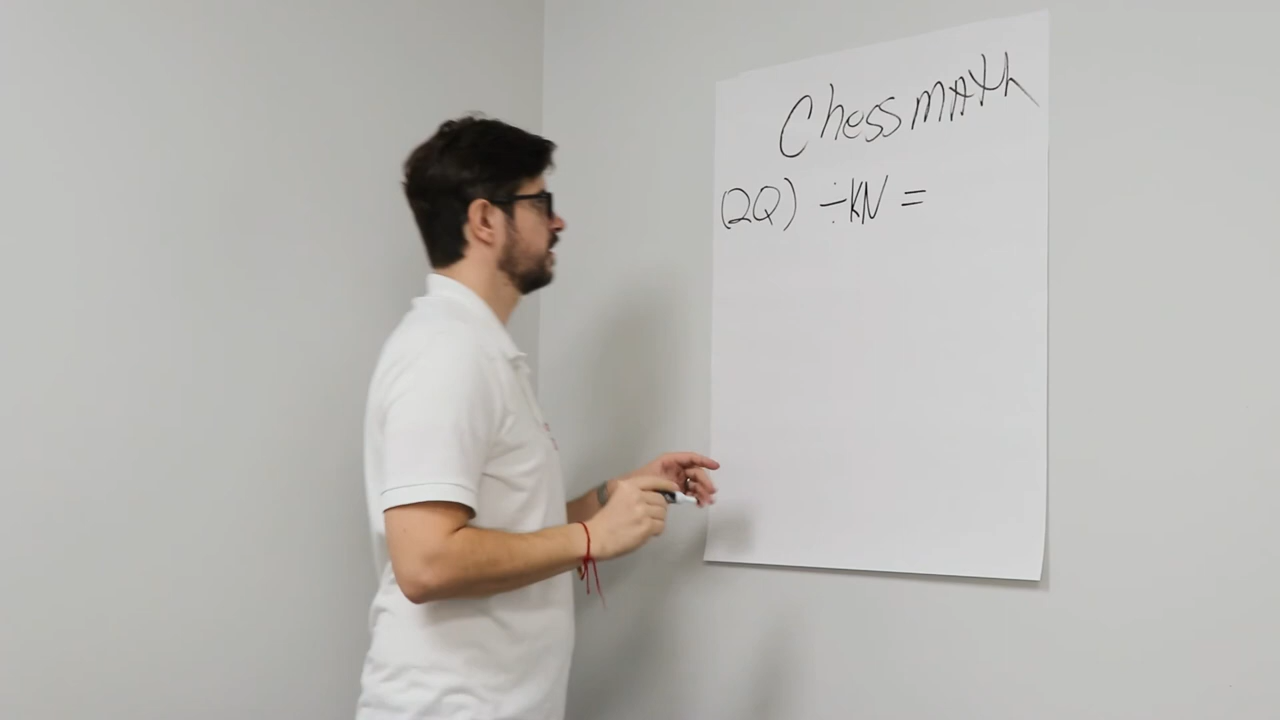 Chess math
(2Q) ÷ KN =